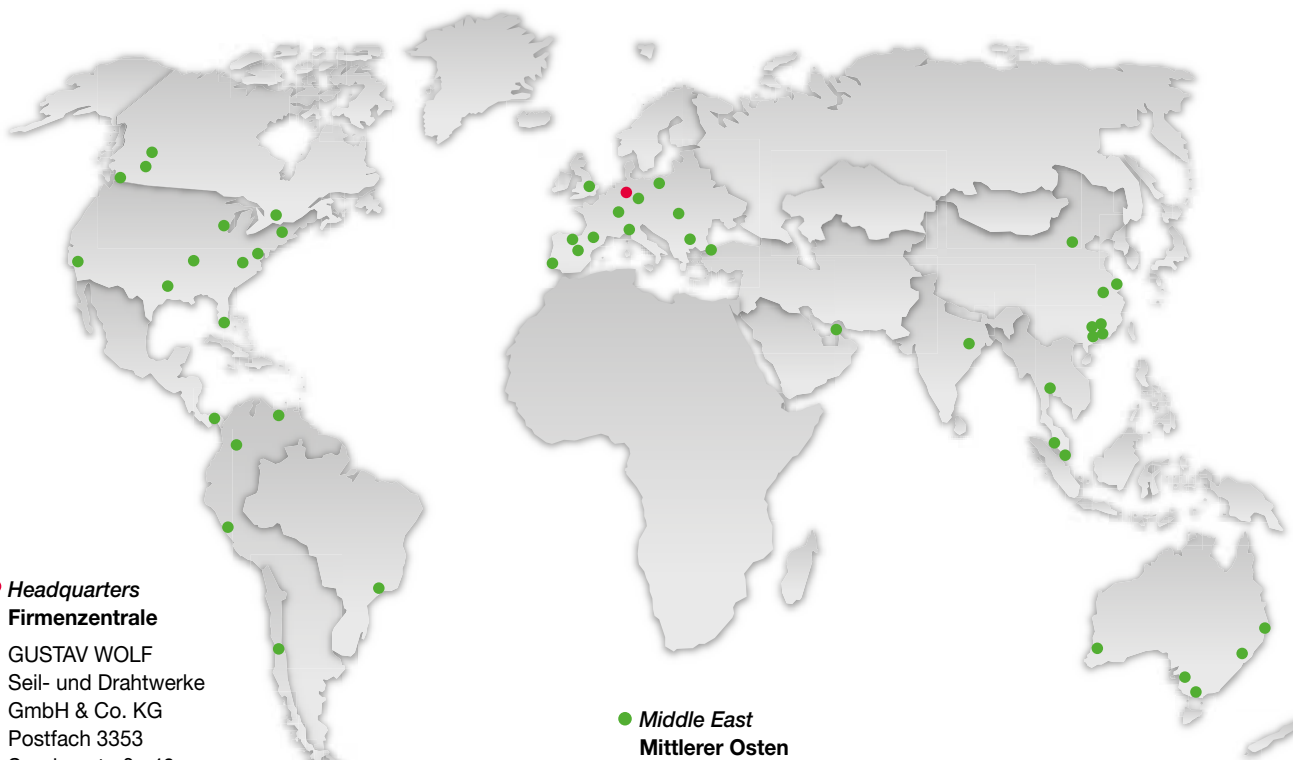 Headquarters
Firmenzentrale
GUSTAV WOLF
Seil- und Drahtwerke
GmbH & Co. KG
Postfach 3353
Middle East
Mittlerer Osten